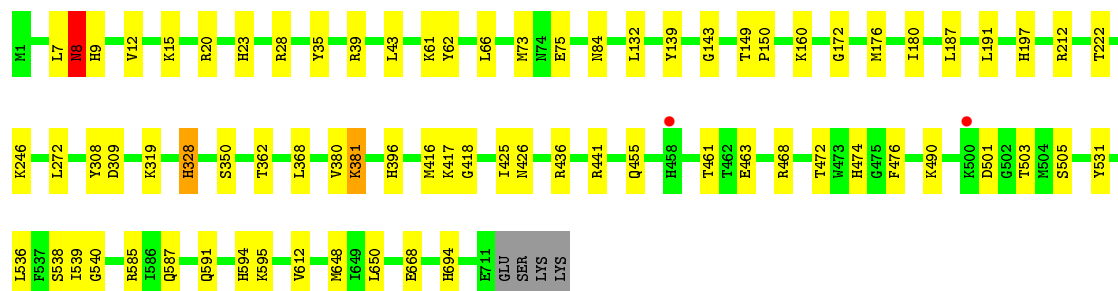 M1 L7 N8 H9 V12 K15 R20 H23 R28 Y35 R39 L43 K61 Y62 L66 M73 N74 E75 N84 L132 Y139 G143 T149 P150 K160 G172 M176 I180 L187 L191 H197 R212 T222
K246 L272 Y308 D309 K319 H328 S350 T362 L368 V380 K381 H396 M416 K417 G418 I425 N426 R436 R441 Q455 H458 T461 T462 E463 R468 T472 W473 H474 G475 F476 K490 K500 D501 G502 T503 M504 S505 Y531
L536 F537 S538 I539 G540 R585 I586 Q587 Q591 H594 K595 V612 M648 I649 L650 E668 H694 E711 GLU SER LYS LYS